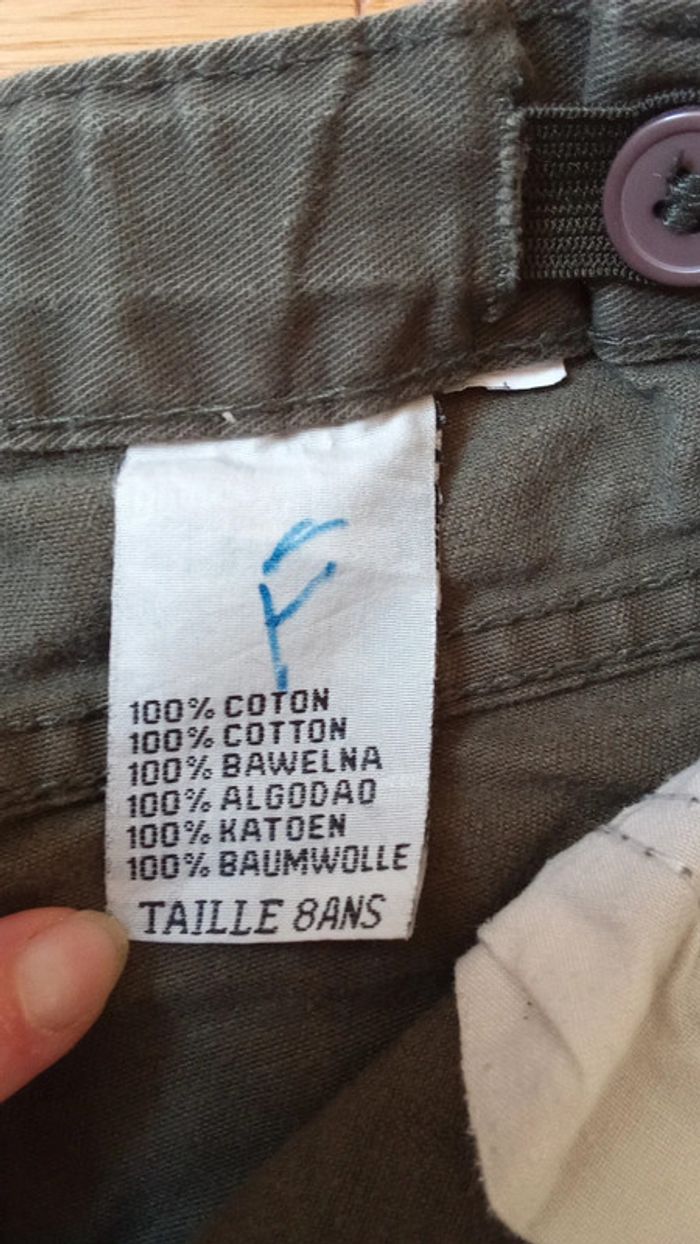 F
100% COTON
100% COTTON
100% BAWELNA
100% ALGODAO
100% KATOEN
100% BAUMWOLLE
TAILLE 8ANS